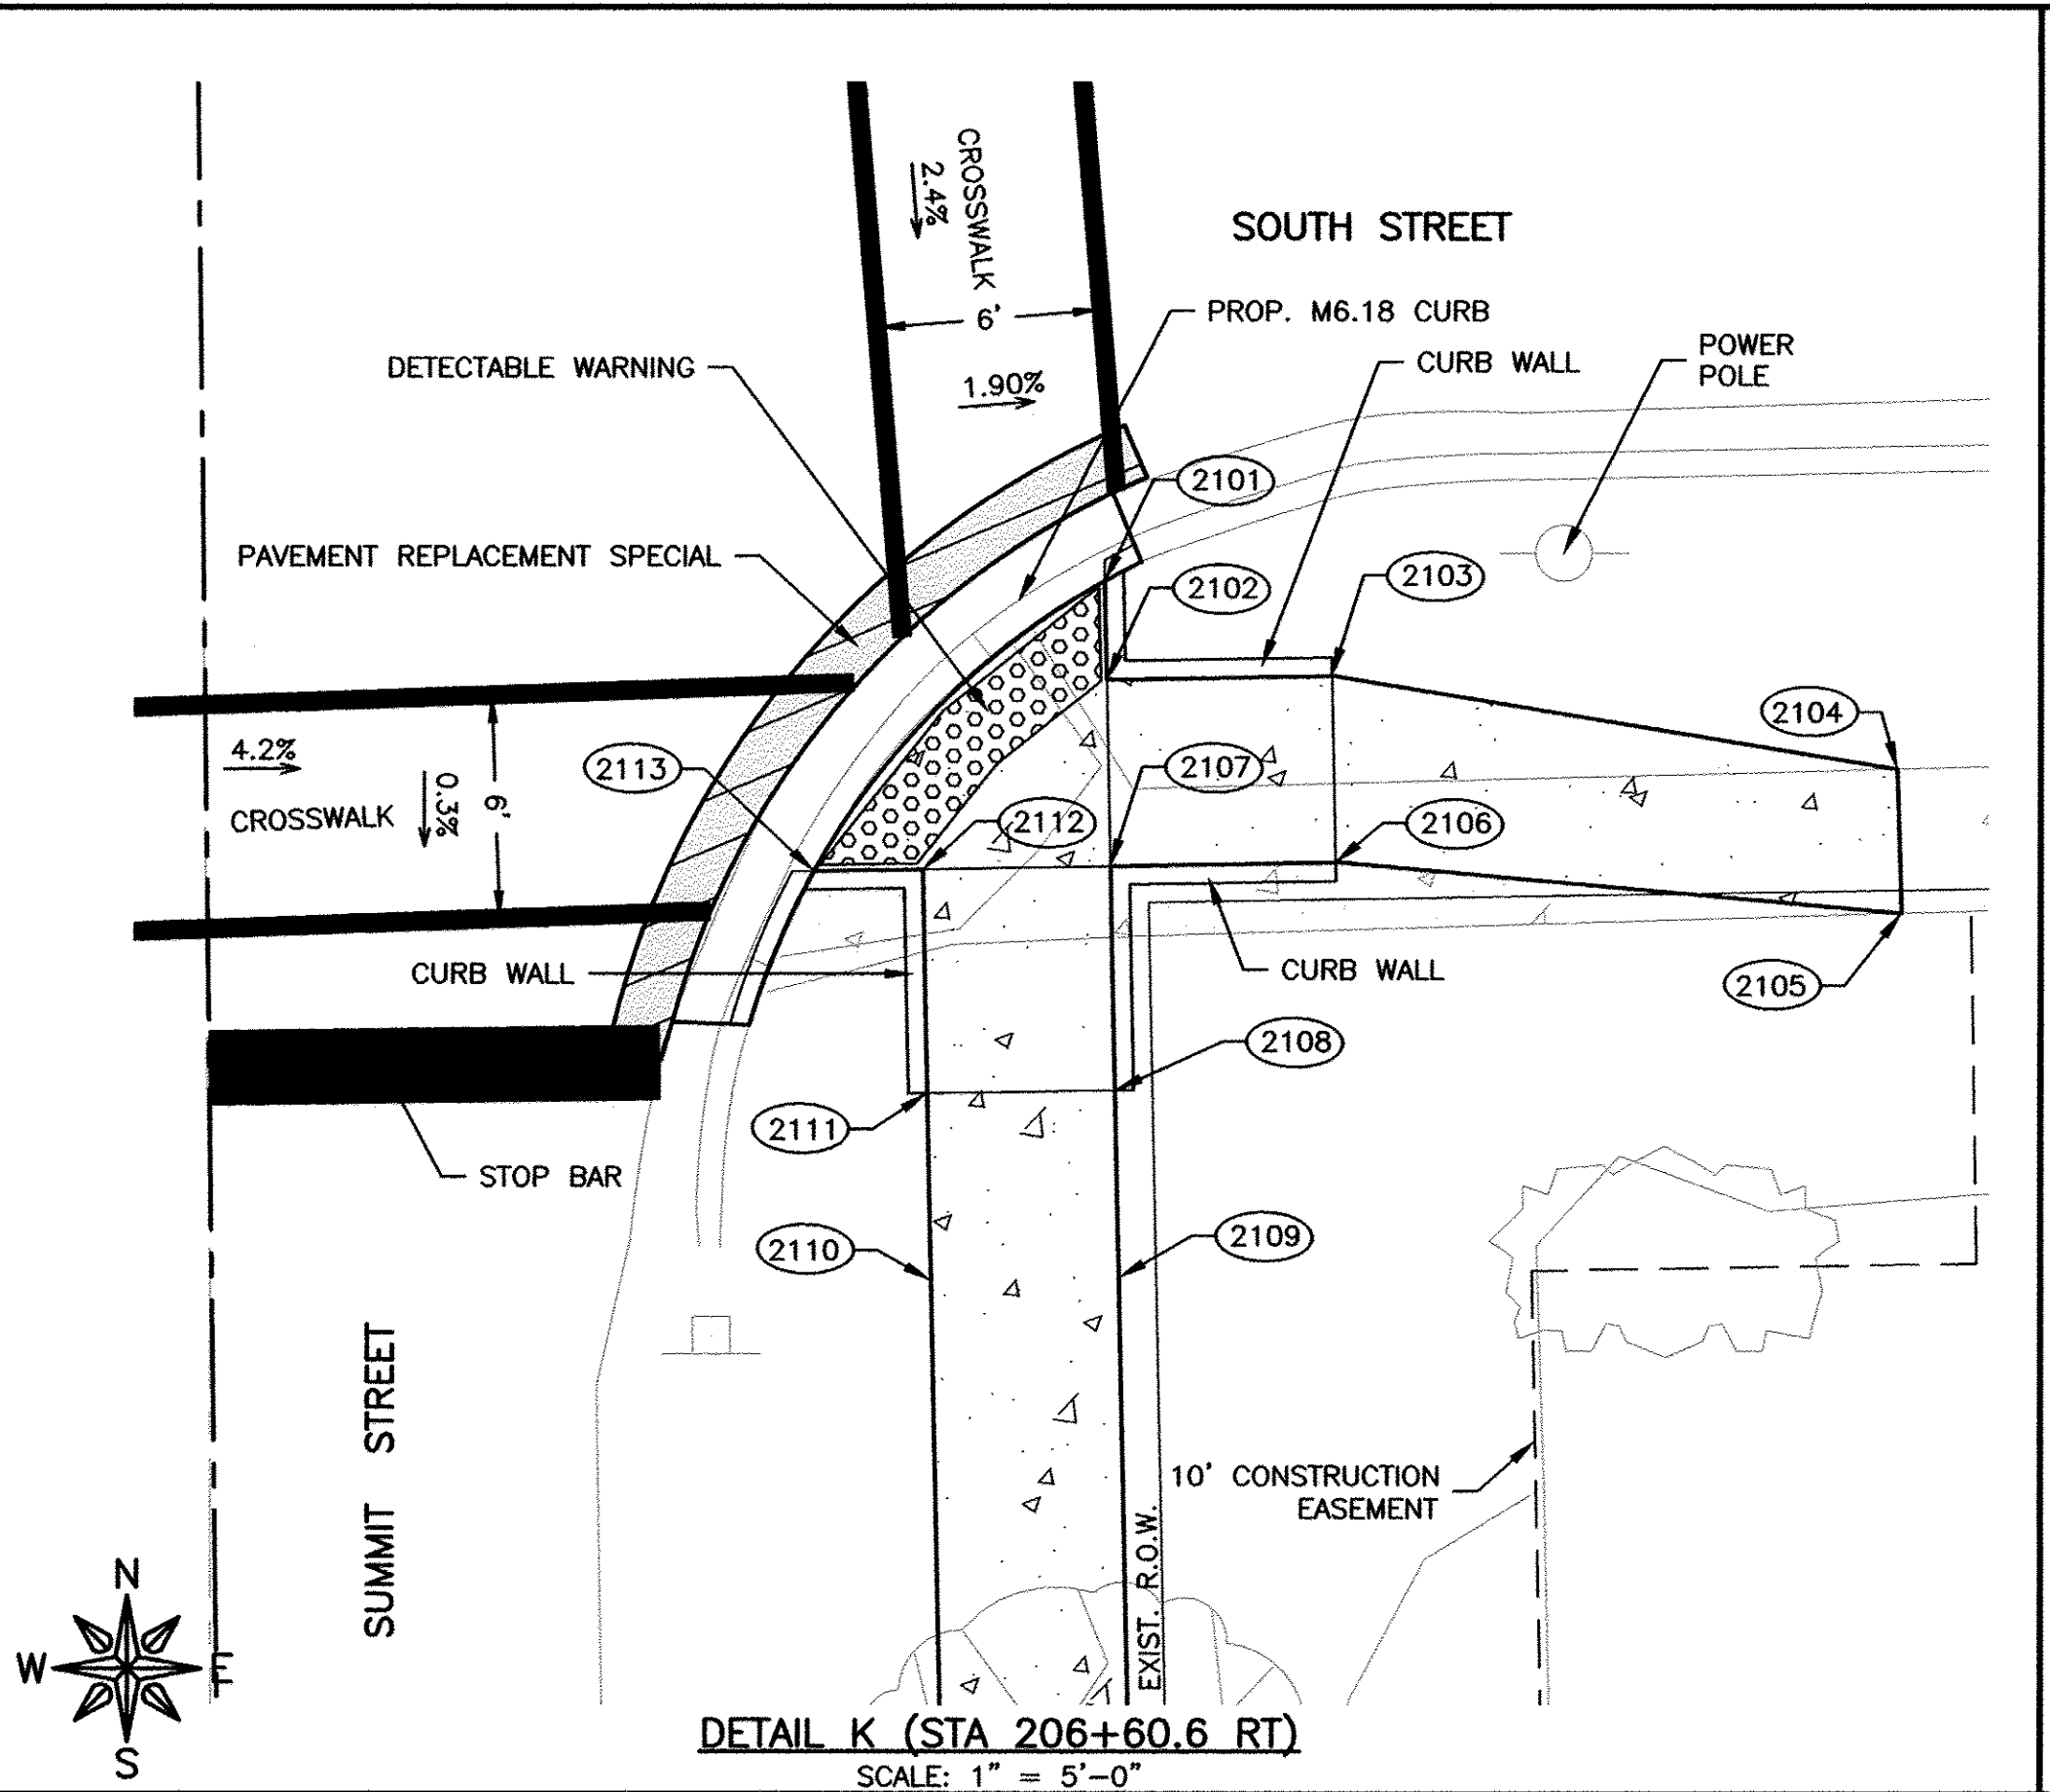 CROSSWALK
2.4%
SOUTH STREET
6'
PROP. M6.18 CURB
POWER
POLE
DETECTABLE WARNING
CURB WALL
1.90%
2101
PAVEMENT REPLACEMENT SPECIAL
2102
2103
2104
4.2%
2113
2107
0.3%
6'
CROSSWALK
2112
2106
CURB WALL
CURB WALL
2105
2108
2111
STOP BAR
2110
2109
SUMMIT STREET
10' CONSTRUCTION
EASEMENT
EXIST. R.O.W.
N
W
E
S
DETAIL K (STA 206+60.6 RT)
SCALE: 1" = 5'-0"